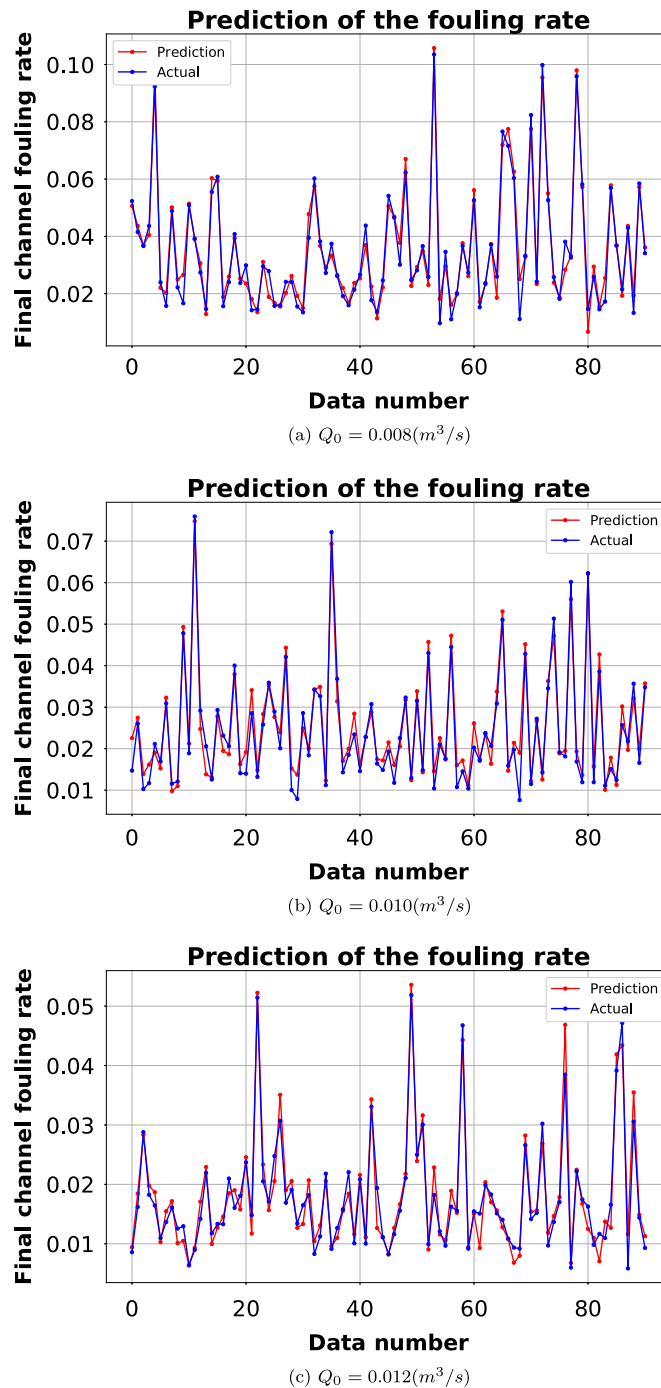 Prediction of the fouling rate
Prediction
Actual
0.10
0.08
0.06
0.04
0.02
Final channel fouling rate
0 20 40 60 80
Data number
(a) Q₀ = 0.008(m³/s)
Prediction of the fouling rate
Prediction
Actual
0.07
0.06
0.05
0.04
0.03
0.02
0.01
Final channel fouling rate
0 20 40 60 80
Data number
(b) Q₀ = 0.010(m³/s)
Prediction of the fouling rate
Prediction
Actual
0.05
0.04
0.03
0.02
0.01
Final channel fouling rate
0 20 40 60 80
Data number
(c) Q₀ = 0.012(m³/s)